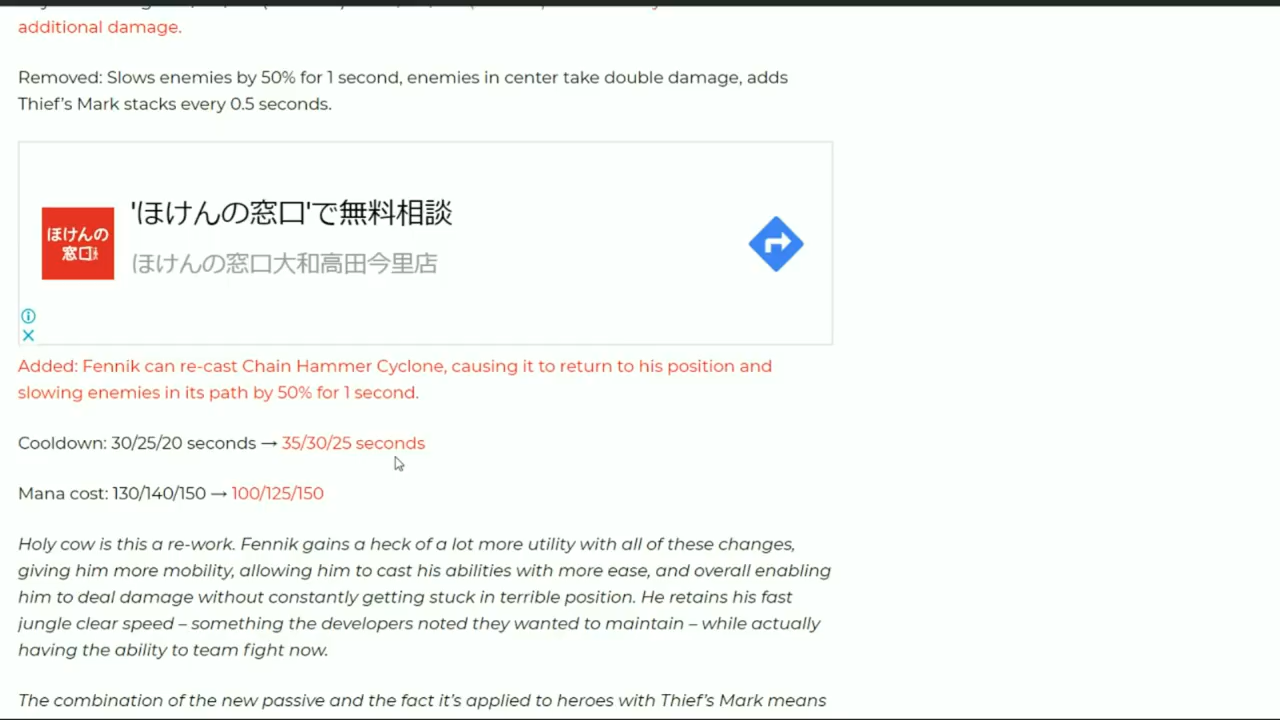 additional damage.
Removed: Slows enemies by 50% for 1 second, enemies in center take double damage, adds
Thief's Mark stacks every 0.5 seconds.
ほけんの
窓口
'ほけんの窓口'で無料相談
ほけんの窓口大和高田今里店
Added: Fennik can re-cast Chain Hammer Cyclone, causing it to return to his position and
slowing enemies in its path by 50% for 1 second.
Cooldown: 30/25/20 seconds → 35/30/25 seconds
Mana cost: 130/140/150 → 100/125/150
Holy cow is this a re-work. Fennik gains a heck of a lot more utility with all of these changes,
giving him more mobility, allowing him to cast his abilities with more ease, and overall enabling
him to deal damage without constantly getting stuck in terrible position. He retains his fast
jungle clear speed – something the developers noted they wanted to maintain – while actually
having the ability to team fight now.
The combination of the new passive and the fact it's applied to heroes with Thief's Mark means